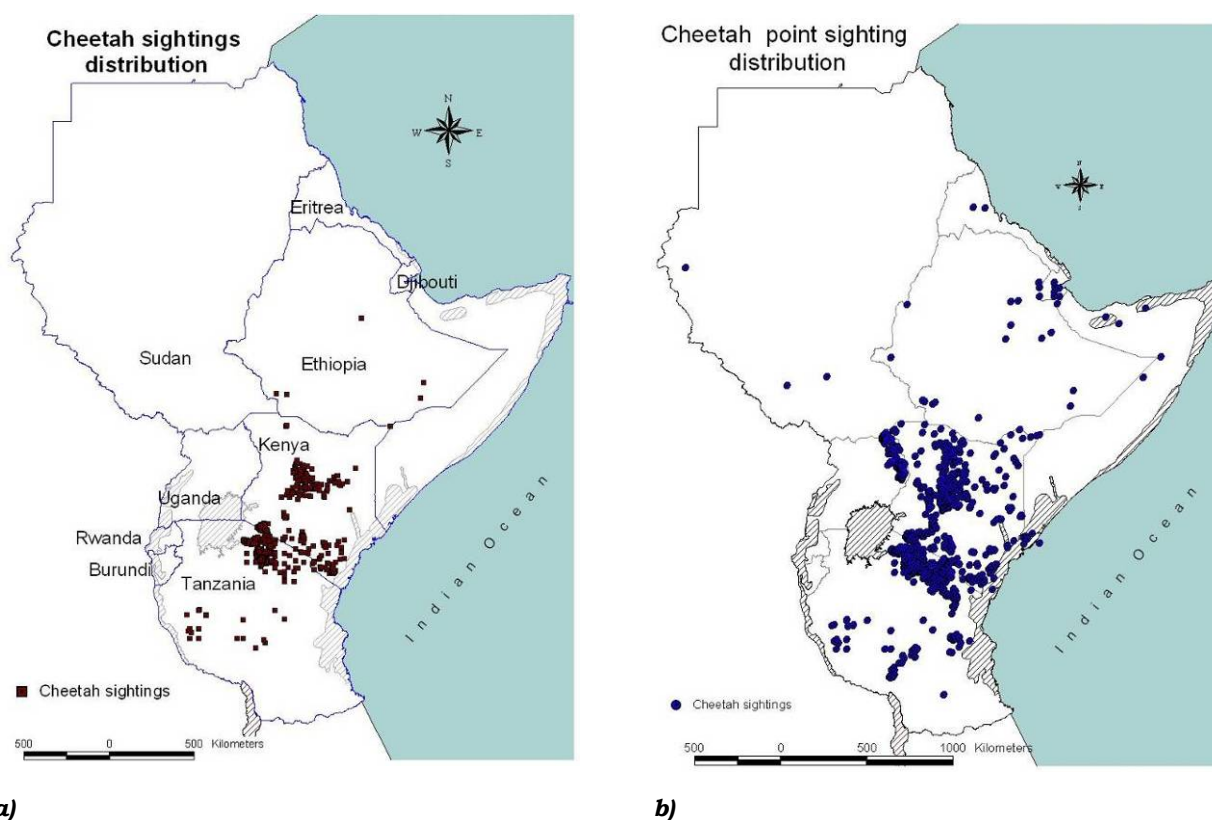 Cheetah sightings
distribution
N
W E
S
Eritrea
Djibouti
Sudan
Ethiopia
Kenya
Uganda
Rwanda
Burundi
Tanzania
Indian Ocean
Cheetah sightings
500 0 500 Kilometers
a)
Cheetah point sighting
distribution
N
Indian Ocean
Cheetah sightings
500 0 500 1000 Kilometers
b)